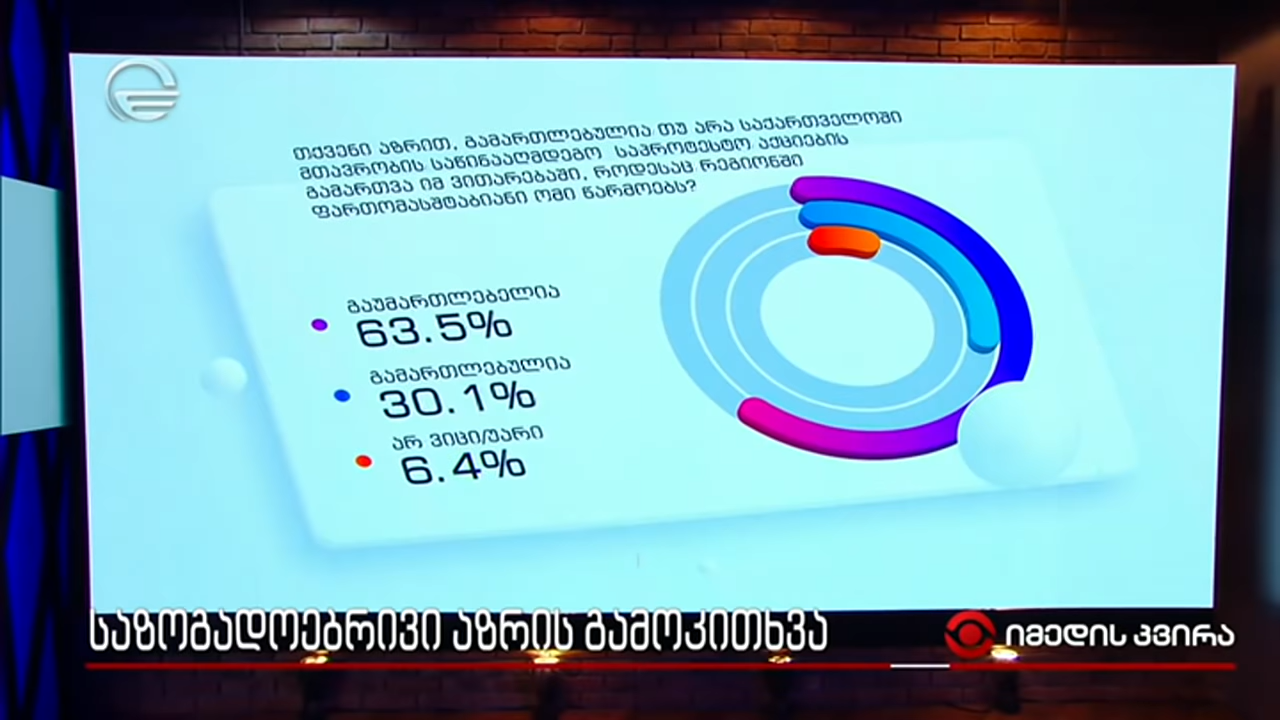 თქვენი აზრით, გამართლებულია თუ არა საქართველოში
მთავრობის საწინააღმდეგო საპროტესტო აქციების
გამართვა იმ ვითარებაში, როდესაც რეგიონში
ფართომასშტაბიანი ომი წარმოებს?
გაუმართლებელია
63.5%
გამართლებულია
30.1%
არ ვიცი/უარი
6.4%
საზოგადოებრივი აზრის გამოკითხვა
იმედის კვირა